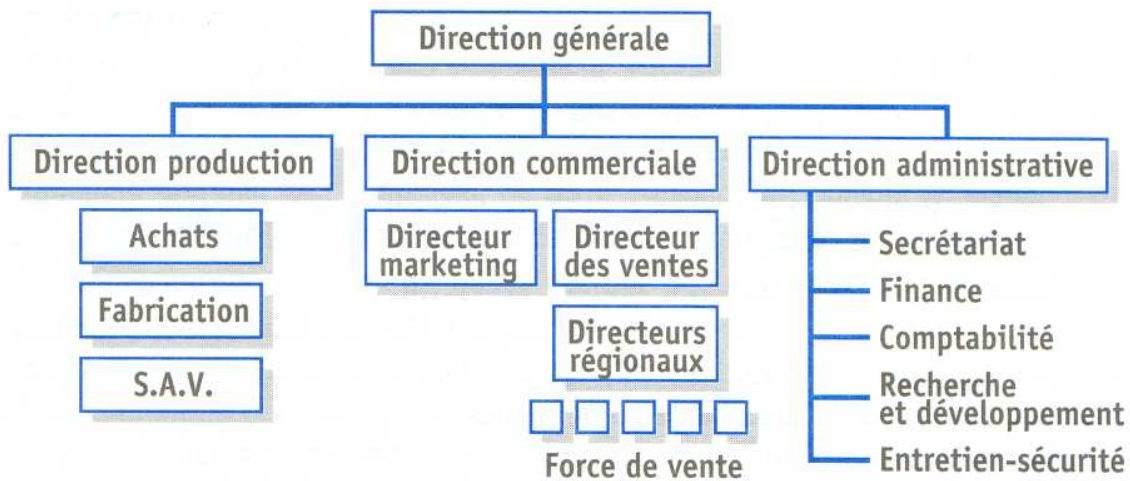 Direction générale
Direction production
Direction commerciale
Direction administrative
Achats
Fabrication
S.A.V.
Directeur
marketing
Directeur
des ventes
Directeurs
régionaux
Force de vente
Secrétariat
Finance
Comptabilité
Recherche
et développement
Entretien-sécurité